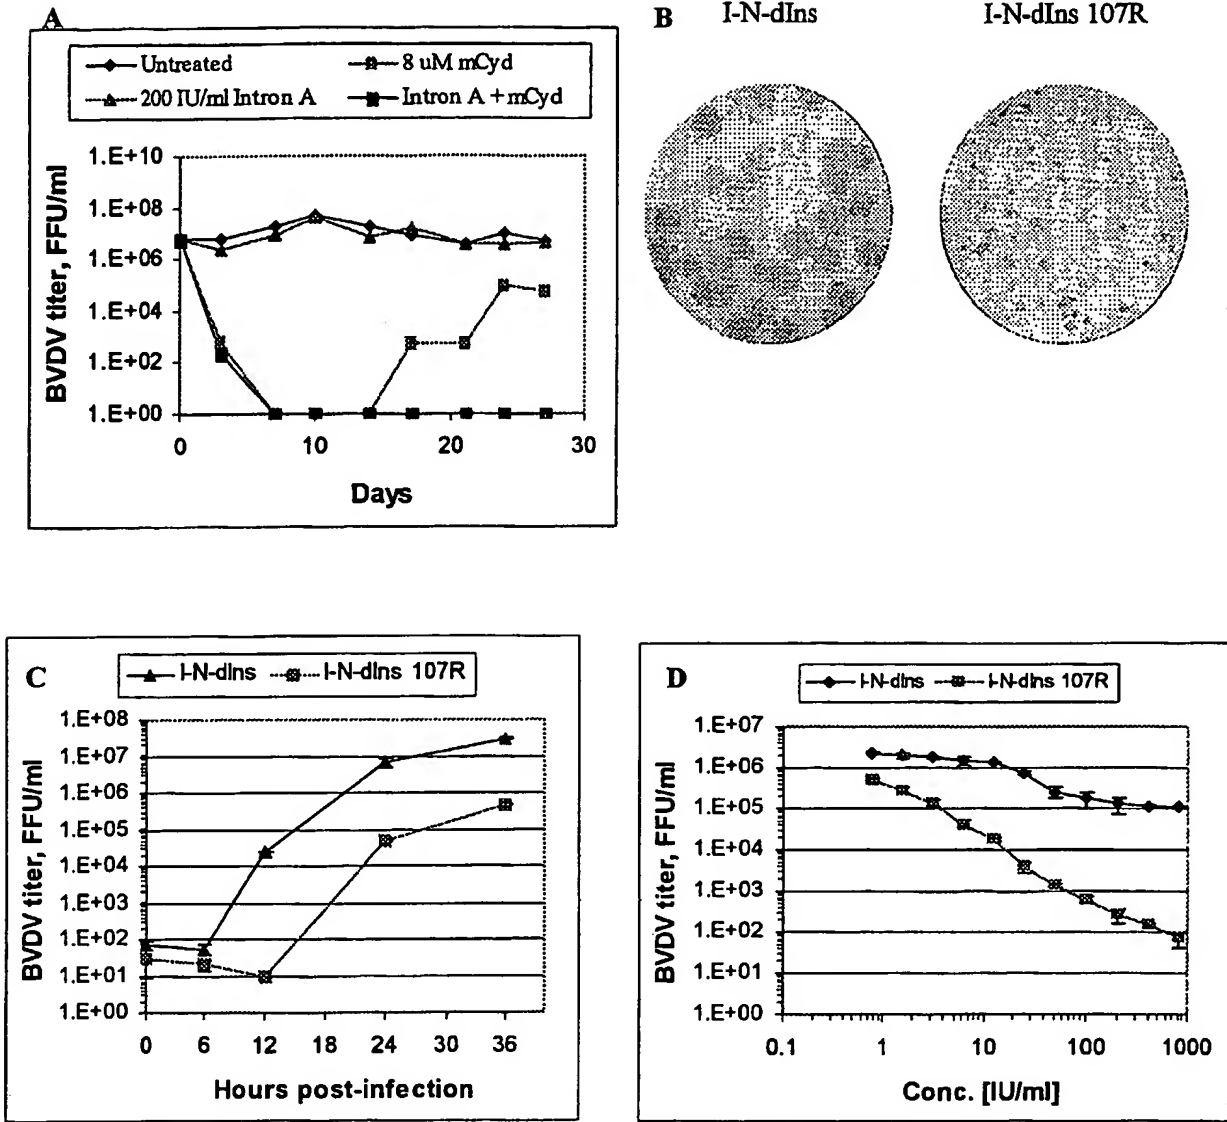 A
Untreated
8 uM mCyd
200 IU/ml Intron A
Intron A + mCyd
1.E+10
1.E+08
1.E+06
1.E+04
1.E+02
1.E+00
BVDV titer, FFU/ml
0
10
20
30
Days
B
I-N-dIns
I-N-dIns 107R
C
I-N-dIns
I-N-dIns 107R
1.E+08
1.E+07
1.E+06
1.E+05
1.E+04
1.E+03
1.E+02
1.E+01
1.E+00
BVDV titer, FFU/ml
0
6
12
18
24
30
36
Hours post-infection
D
I-N-dIns
I-N-dIns 107R
1.E+07
1.E+06
1.E+05
1.E+04
1.E+03
1.E+02
1.E+01
1.E+00
BVDV titer, FFU/ml
0.1
1
10
100
1000
Conc. [IU/ml]